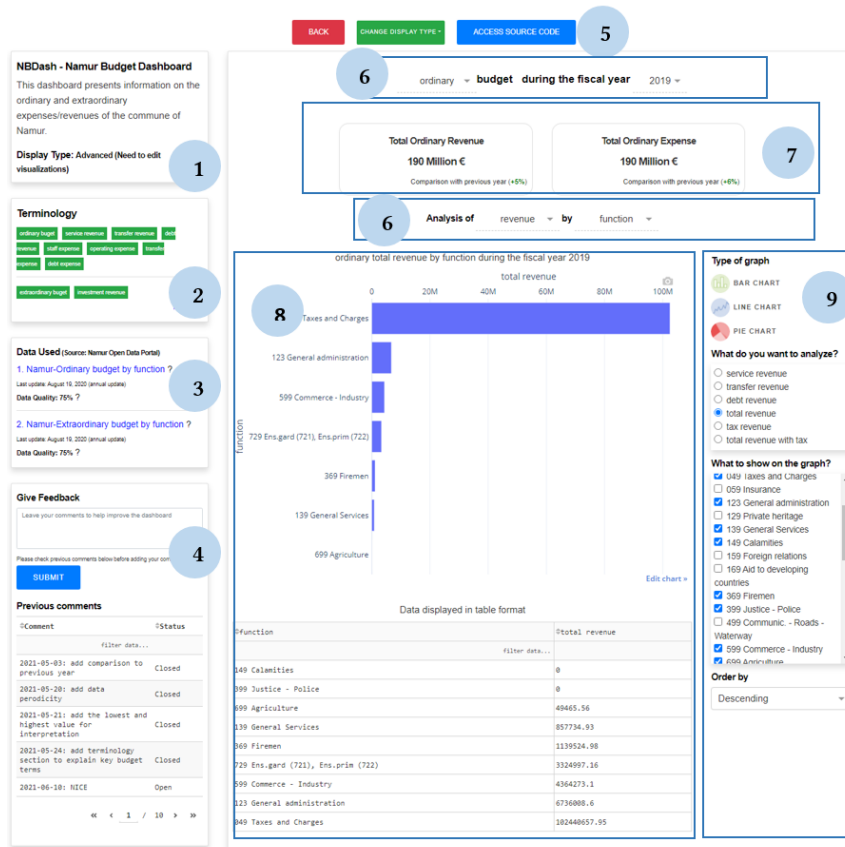 BACK
CHANGE DISPLAY TYPE
ACCESS SOURCE CODE
5
NBDash - Namur Budget Dashboard
This dashboard presents information on the
ordinary and extraordinary
expenses/revenues of the commune of
Namur.
Display Type: Advanced (Need to edit
visualizations)
1
Terminology
ordinary buget
service revenue
transfer revenue
debt
revenue
staff expense
operating expense
transfer
expense
debt expense
extraordinary buget
investment revenue
2
Data Used (Source: Namur Open Data Portal)
1. Namur-Ordinary budget by function ?
Last update: August 19, 2020 (annual update)
Data Quality: 75% ?
3
2. Namur-Extraordinary budget by function ?
Last update: August 19, 2020 (annual update)
Data Quality: 75% ?
Give Feedback
Leave your comments to help improve the dashboard
Please check previous comments below before adding your com
4
SUBMIT
Previous comments
Comment Status
filter data...
2021-05-03: add comparison to
previous year
Closed
2021-05-20: add data
perodicity
Closed
2021-05-21: add the lowest and
highest value for
interpretation
Closed
2021-05-24: add terminology
section to explain key budget
terms
Closed
2021-06-10: NICE Open
« ‹ 1 / 10 › »
6
ordinary budget during the fiscal year 2019
Total Ordinary Revenue
190 Million €
Comparison with previous year (+5%)
Total Ordinary Expense
190 Million €
Comparison with previous year (+6%)
7
6
Analysis of revenue by function
ordinary total revenue by function during the fiscal year 2019
total revenue
0 20M 40M 60M 80M 100M
8
Taxes and Charges
123 General administration
599 Commerce - Industry
729 Ens.gard (721), Ens.prim (722)
369 Firemen
139 General Services
699 Agriculture
function
Edit chart »
Data displayed in table format
function total revenue
filter data...
149 Calamities 0
399 Justice - Police 0
699 Agriculture 49465.56
139 General Services 857734.93
369 Firemen 1139524.98
729 Ens.gard (721), Ens.prim (722) 3324997.16
599 Commerce - Industry 4364273.1
123 General administration 6736008.6
049 Taxes and Charges 102440657.95
Type of graph
BAR CHART
LINE CHART
PIE CHART
9
What do you want to analyze?
service revenue
transfer revenue
debt revenue
total revenue
tax revenue
total revenue with tax
What to show on the graph?
049 Taxes and Charges
059 Insurance
123 General administration
129 Private heritage
139 General Services
149 Calamities
159 Foreign relations
169 Aid to developing
countries
369 Firemen
399 Justice - Police
499 Communic. - Roads -
Waterway
599 Commerce - Industry
699 Agriculture
Order by
Descending